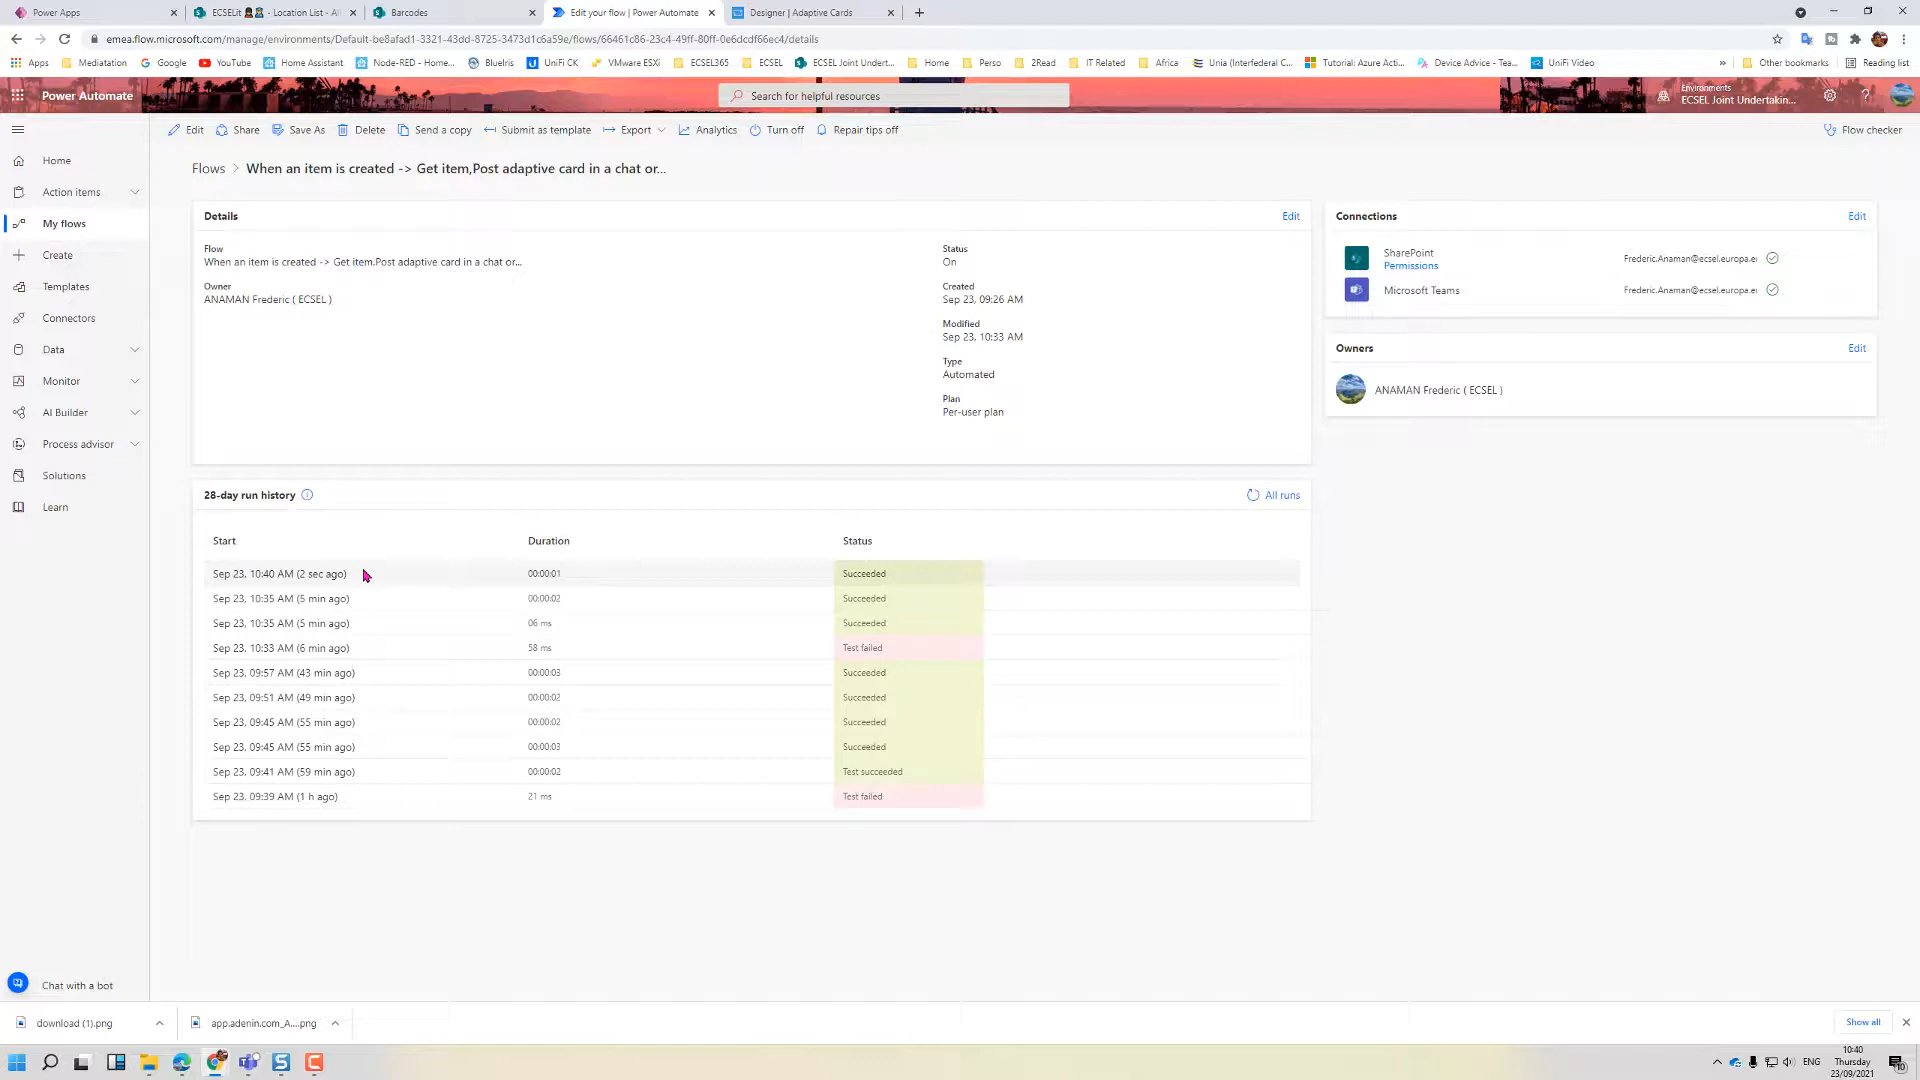 Power Apps
ECSELit - Location List - Al
Barcodes
Edit your flow | Power Automate
Designer | Adaptive Cards
emea.flow.microsoft.com/manage/environments/Default-be8afad1-3321-43dd-8725-3473d1c6a59e/flows/66461c86-23c4-49ff-80ff-0e6dcdf66ec4/details
Apps
Mediatation
Google
YouTube
Home Assistant
Node-RED - Home...
BlueIris
UniFi CK
VMware ESXi
ECSEL365
ECSEL
ECSEL Joint Undert...
Home
Perso
2Read
IT Related
Africa
Unia (Interfederal C...
Tutorial: Azure Acti...
Device Advice - Tea...
UniFi Video
»
Other bookmarks
Reading list
Power Automate
Search for helpful resources
Environments
ECSEL Joint Undertakin...
Edit
Share
Save As
Delete
Send a copy
Submit as template
Export
Analytics
Turn off
Repair tips off
Flow checker
Home
Action items
My flows
Create
Templates
Connectors
Data
Monitor
AI Builder
Process advisor
Solutions
Learn
Chat with a bot
Flows > When an item is created -> Get item,Post adaptive card in a chat or...
Details
Edit
Flow
When an item is created -> Get item,Post adaptive card in a chat or...
Owner
ANAMAN Frederic ( ECSEL )
Status
On
Created
Sep 23, 09:26 AM
Modified
Sep 23, 10:33 AM
Type
Automated
Plan
Per-user plan
Connections
Edit
SharePoint
Permissions
Frederic.Anaman@ecsel.europa.e
Microsoft Teams
Frederic.Anaman@ecsel.europa.e
Owners
Edit
ANAMAN Frederic ( ECSEL )
28-day run history
All runs
Start Duration Status
Sep 23, 10:40 AM (2 sec ago) 00:00:01 Succeeded
Sep 23, 10:35 AM (5 min ago) 00:00:02 Succeeded
Sep 23, 10:35 AM (5 min ago) 06 ms Succeeded
Sep 23, 10:33 AM (6 min ago) 58 ms Test failed
Sep 23, 09:57 AM (43 min ago) 00:00:03 Succeeded
Sep 23, 09:51 AM (49 min ago) 00:00:02 Succeeded
Sep 23, 09:45 AM (55 min ago) 00:00:02 Succeeded
Sep 23, 09:45 AM (55 min ago) 00:00:03 Succeeded
Sep 23, 09:41 AM (59 min ago) 00:00:02 Test succeeded
Sep 23, 09:39 AM (1 h ago) 21 ms Test failed
download (1).png
app.adenin.com_A....png
Show all
ENG
10:40
Thursday
23/09/2021
10